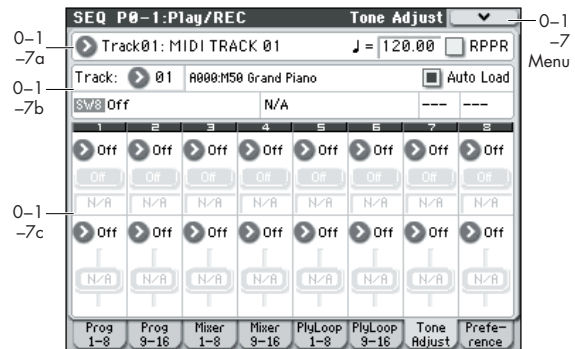 SEQ P0-1:Play/REC Tone Adjust
0–1
–7
Menu
0–1
–7a
Track01: MIDI TRACK 01 ♩= 120.00 RPPR
0–1
–7b
Track: 01 A000:M50 Grand Piano Auto Load
SW8 Off N/A --- ---
1 2 3 4 5 6 7 8
Off Off Off Off Off Off Off Off
Off Off Off Off Off Off Off Off
N/A N/A N/A N/A N/A N/A N/A N/A
0–1
–7c
Off Off Off Off Off Off Off Off
N/A N/A N/A N/A N/A N/A N/A N/A
Prog Prog Mixer Mixer PlyLoop PlyLoop Tone Prefe-
1-8 9-16 1-8 9-16 1-8 9-16 Adjust rence